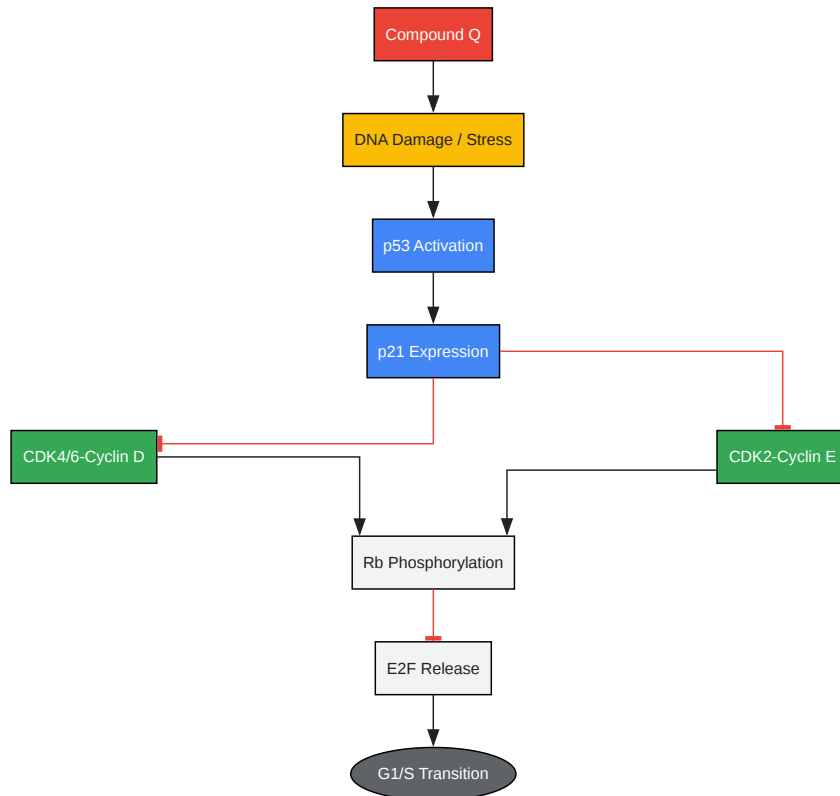 Compound Q
DNA Damage / Stress
p53 Activation
p21 Expression
CDK4/6-Cyclin D
CDK2-Cyclin E
Rb Phosphorylation
E2F Release
G1/S Transition